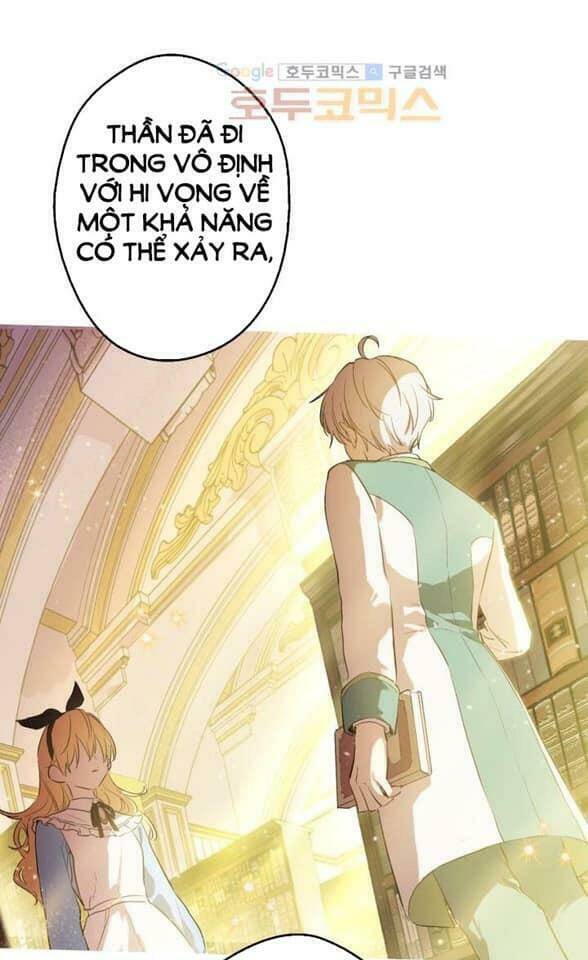 Google 호두코믹스 구글검색
호두코믹스
THẦN ĐÃ ĐI
TRONG VÔ ĐỊNH
VỚI HI VỌNG VỀ
MỘT KHẢ NĂNG
CÓ THỂ XẢY RA,